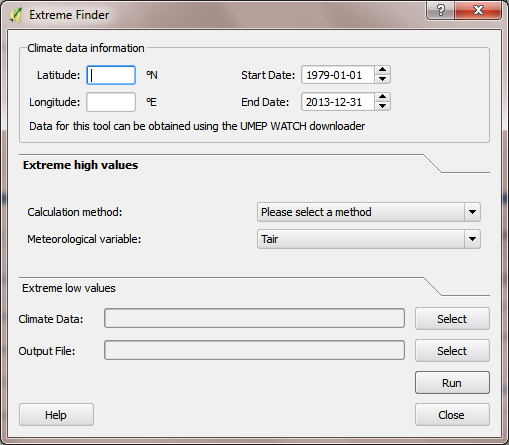 Extreme Finder
Climate data information
Latitude: ºN Start Date: 1979-01-01
Longitude: ºE End Date: 2013-12-31
Data for this tool can be obtained using the UMEP WATCH downloader
Extreme high values
Calculation method: Please select a method
Meteorological variable: Tair
Extreme low values
Climate Data: Select
Output File: Select
Run
Help Close